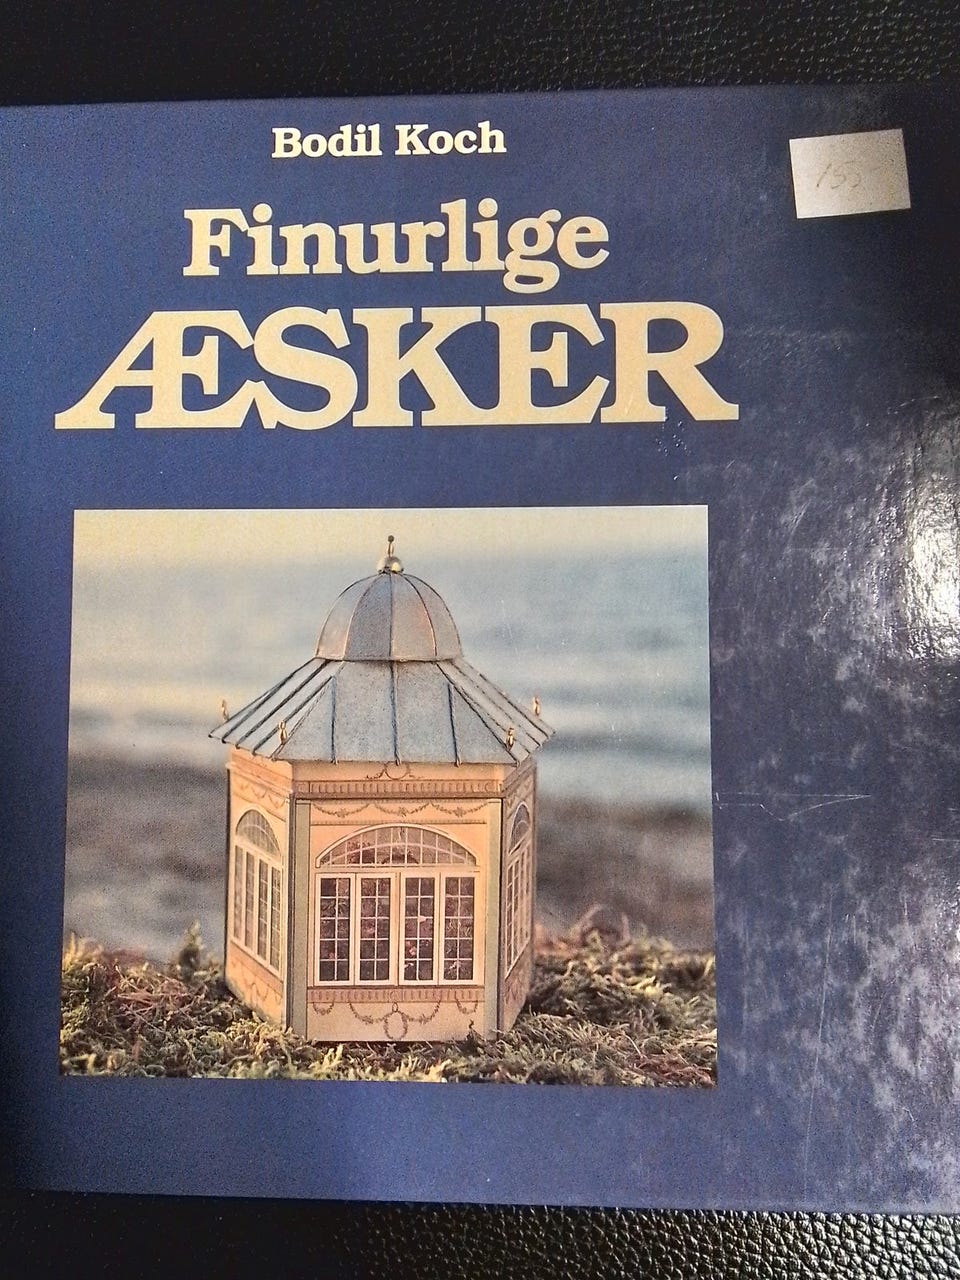 Bodil Koch
Finurlige
ÆSKER